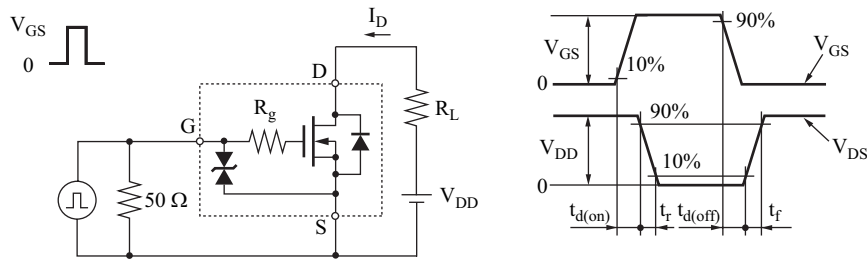 V_GS
0
I_D
D
R_g
G
R_L
50 Ω
V_DD
S
V_GS
90%
V_GS
10%
0
90%
V_DD
V_DS
10%
0
t_d(on)
t_r
t_d(off)
t_f